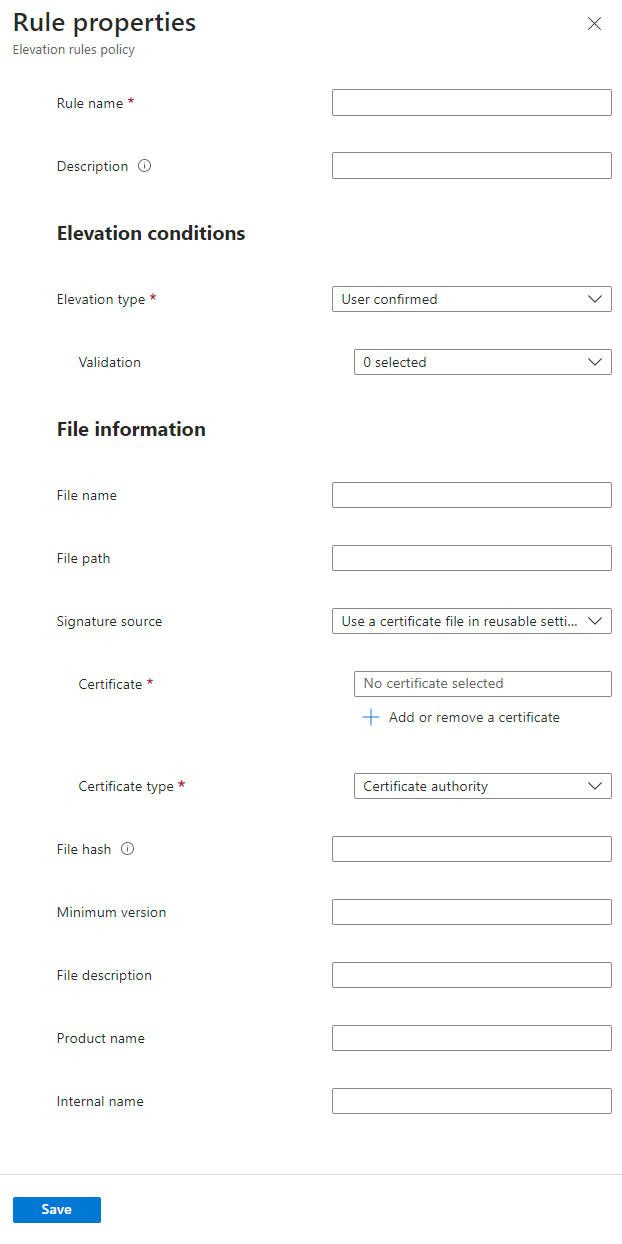 Rule properties
Elevation rules policy
Rule name *
Description
Elevation conditions
Elevation type * User confirmed
Validation 0 selected
File information
File name
File path
Signature source Use a certificate file in reusable setti...
Certificate * No certificate selected
Add or remove a certificate
Certificate type * Certificate authority
File hash
Minimum version
File description
Product name
Internal name
Save